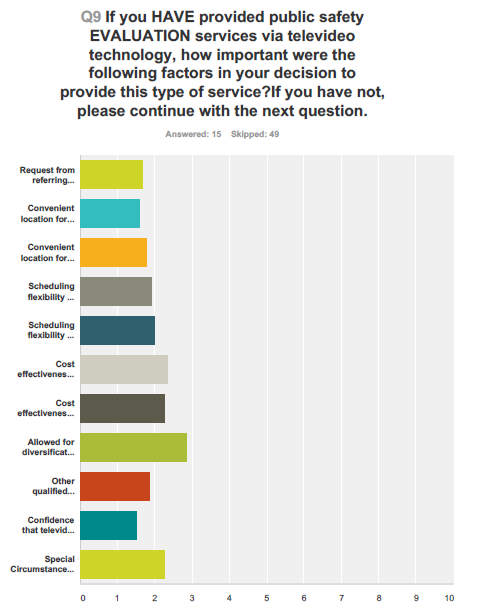 Q9 If you HAVE provided public safety
EVALUATION services via televideo
technology, how important were the
following factors in your decision to
provide this type of service?If you have not,
please continue with the next question.
Answered: 15 Skipped: 49
Request from
referring...
Convenient
location for...
Convenient
location for...
Scheduling
flexibility ...
Scheduling
flexibility ...
Cost
effectivenes...
Cost
effectivenes...
Allowed for
diversificat...
Other
qualified...
Confidence
that televid...
Special
Circumstance...
0 1 2 3 4 5 6 7 8 9 10